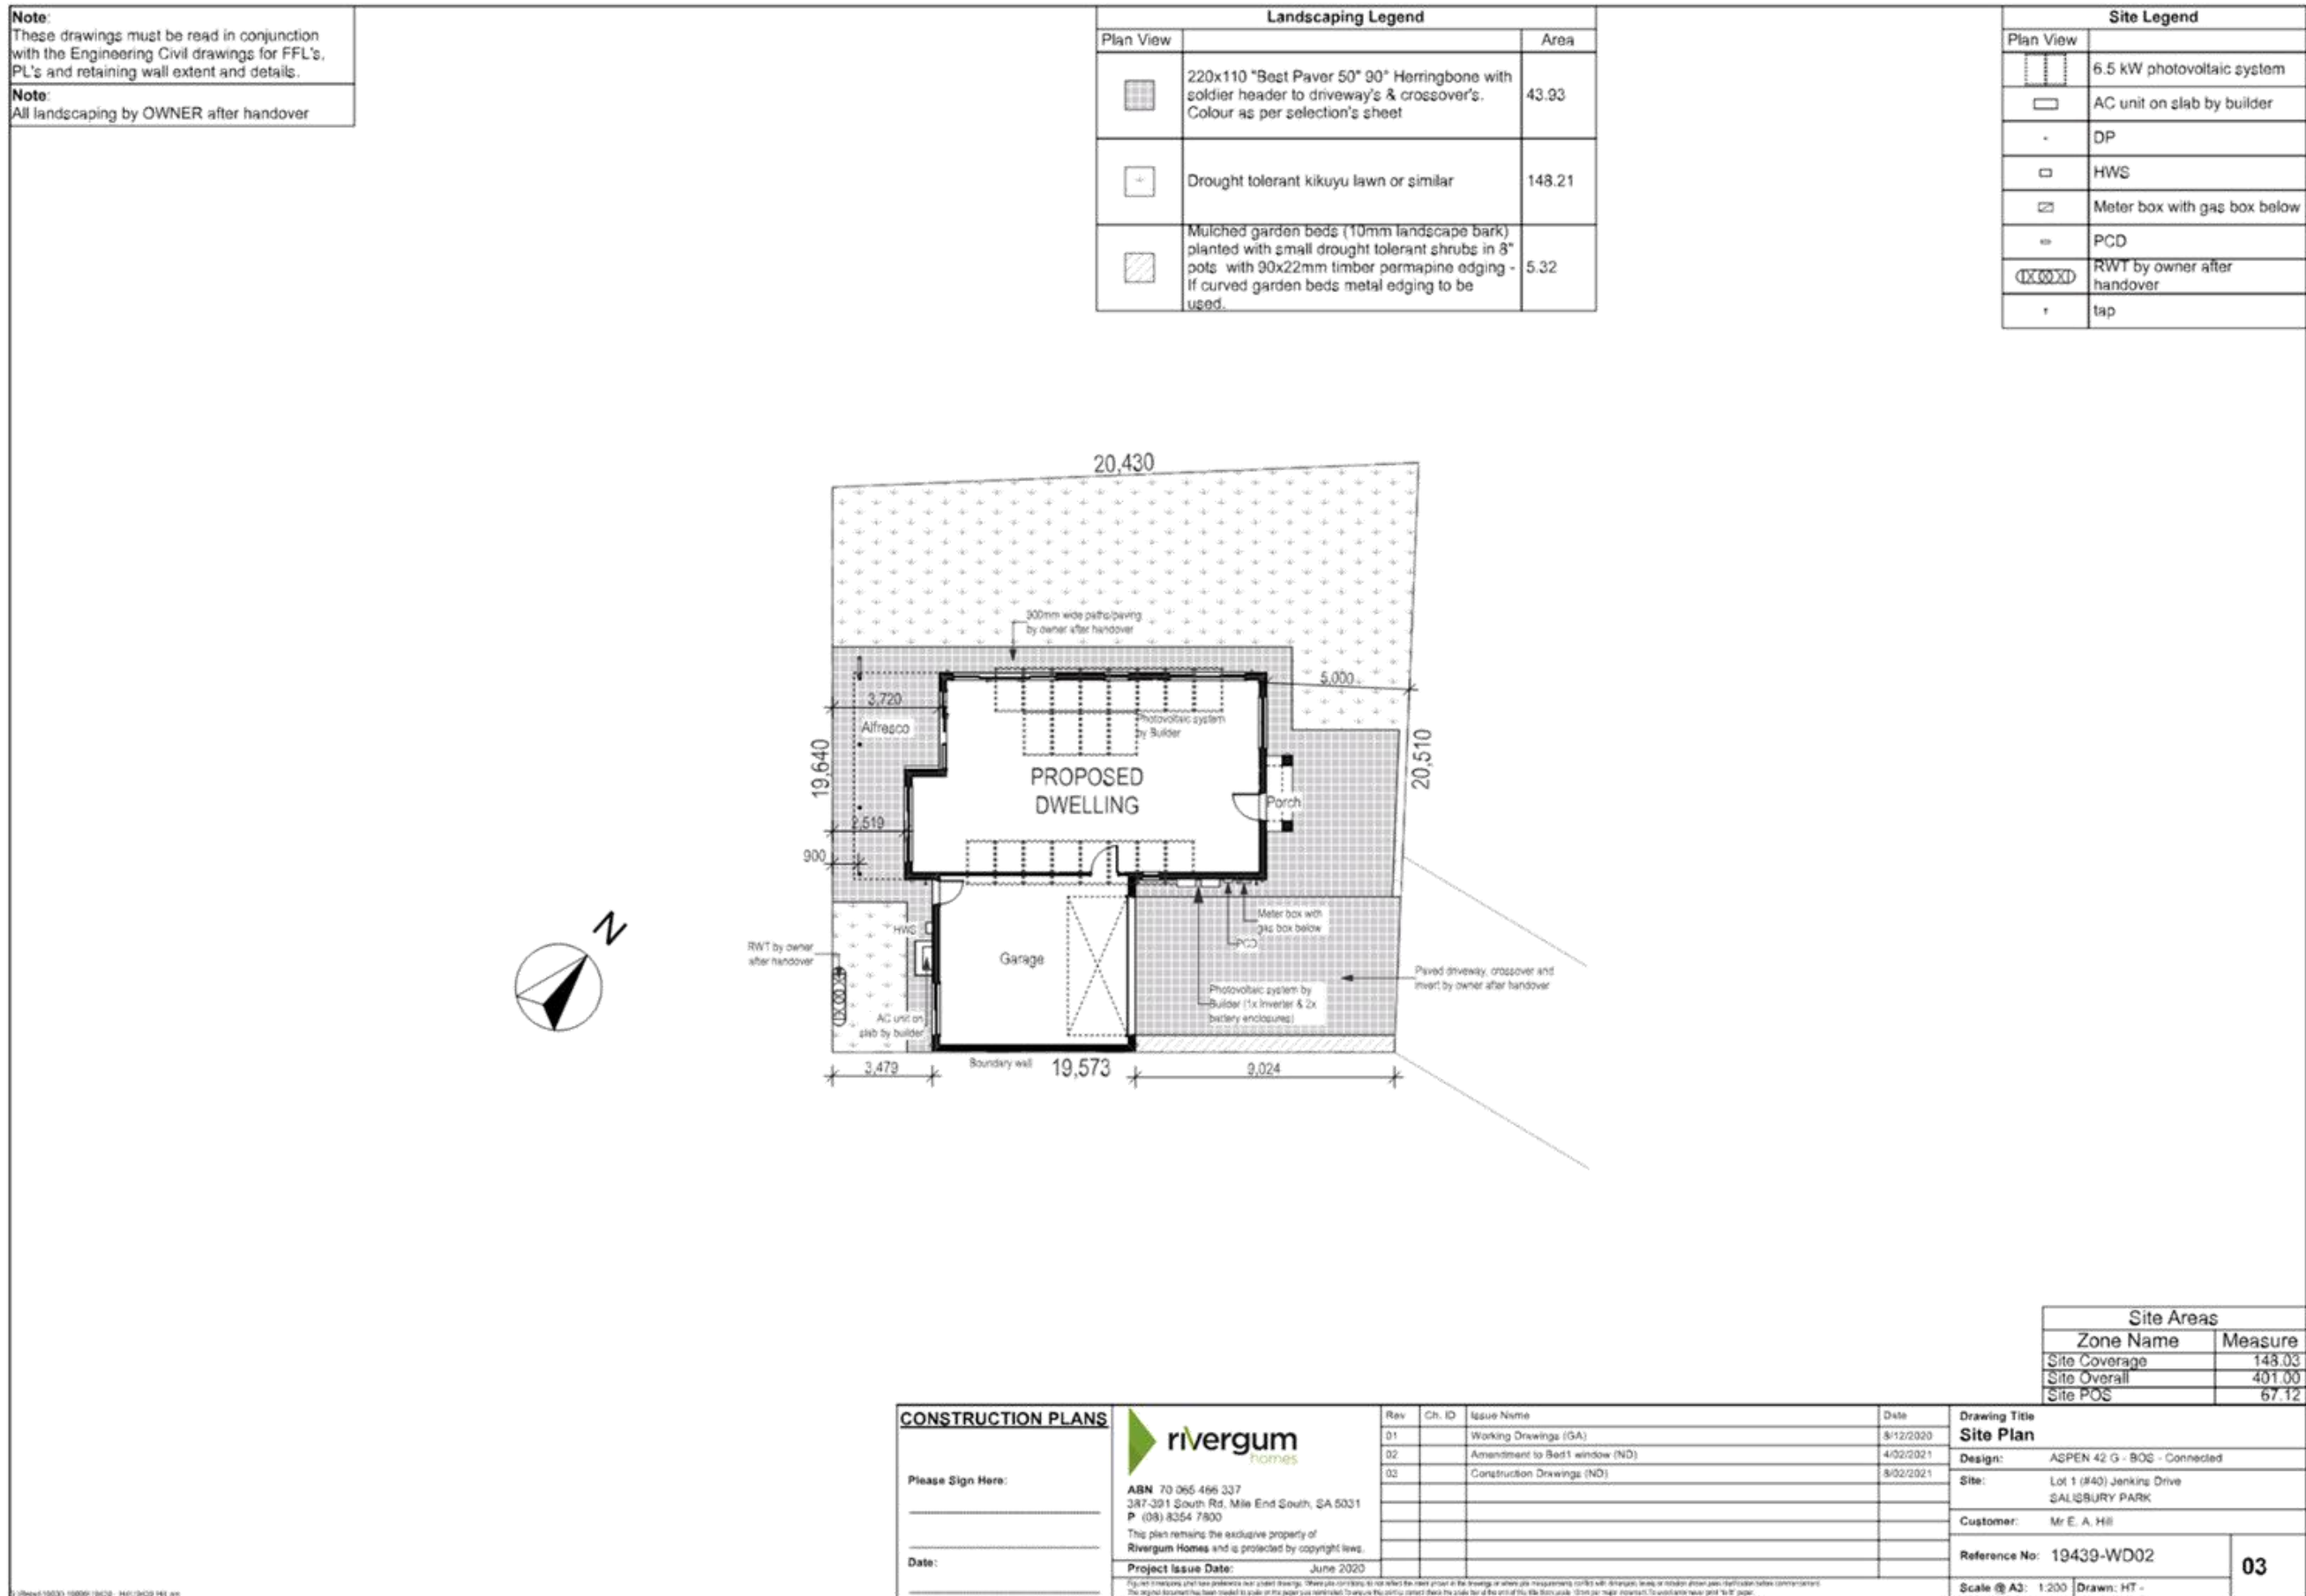 Note:
These drawings must be read in conjunction
with the Engineering Civil drawings for FFL's,
PL's and retaining wall extent and details.
Note:
All landscaping by OWNER after handover
Landscaping Legend
Plan View Area
220x110 "Best Paver 50" 90° Herringbone with
soldier header to driveway's & crossover's.
Colour as per selection's sheet
43.93
Drought tolerant kikuyu lawn or similar 148.21
Mulched garden beds (10mm landscape bark)
planted with small drought tolerant shrubs in 8"
pots with 90x22mm timber permapine edging -
If curved garden beds metal edging to be
used.
5.32
Site Legend
Plan View
6.5 kW photovoltaic system
AC unit on slab by builder
DP
HWS
Meter box with gas box below
PCD
RWT by owner after
handover
tap
20,430
900mm wide paths/paving
by owner after handover
5,000
3,720
Alfresco
Photovoltaic system
by Builder
19,640
20,510
PROPOSED
DWELLING
Porch
2,519
900
N
HWS
Meter box with
gas box below
PCD
RWT by owner
after handover
Garage
Paved driveway, crossover and
invert by owner after handover
Photovoltaic system by
Builder (1x Inverter & 2x
battery enclosures)
AC unit on
slab by builder
Boundary wall
19,573
3,479
9,024
Site Areas
Zone Name Measure
Site Coverage 148.03
Site Overall 401.00
Site POS 67.12
CONSTRUCTION PLANS
Please Sign Here:
Date:
rivergum
homes
ABN 70 065 466 337
387-391 South Rd, Mile End South, SA 5031
P (08) 8354 7800
This plan remains the exclusive property of
Rivergum Homes and is protected by copyright laws.
Project Issue Date: June 2020
Rev Ch. ID Issue Name Date
01 Working Drawings (GA) 8/12/2020
02 Amendment to Bed1 window (ND) 4/02/2021
03 Construction Drawings (ND) 8/02/2021
Drawing Title
Site Plan
Design: ASPEN 42 G - BOS - Connected
Site: Lot 1 (#40) Jenkins Drive
SALISBURY PARK
Customer: Mr E. A. Hill
Reference No: 19439-WD02
03
Scale @ A3: 1:200 Drawn: HT -